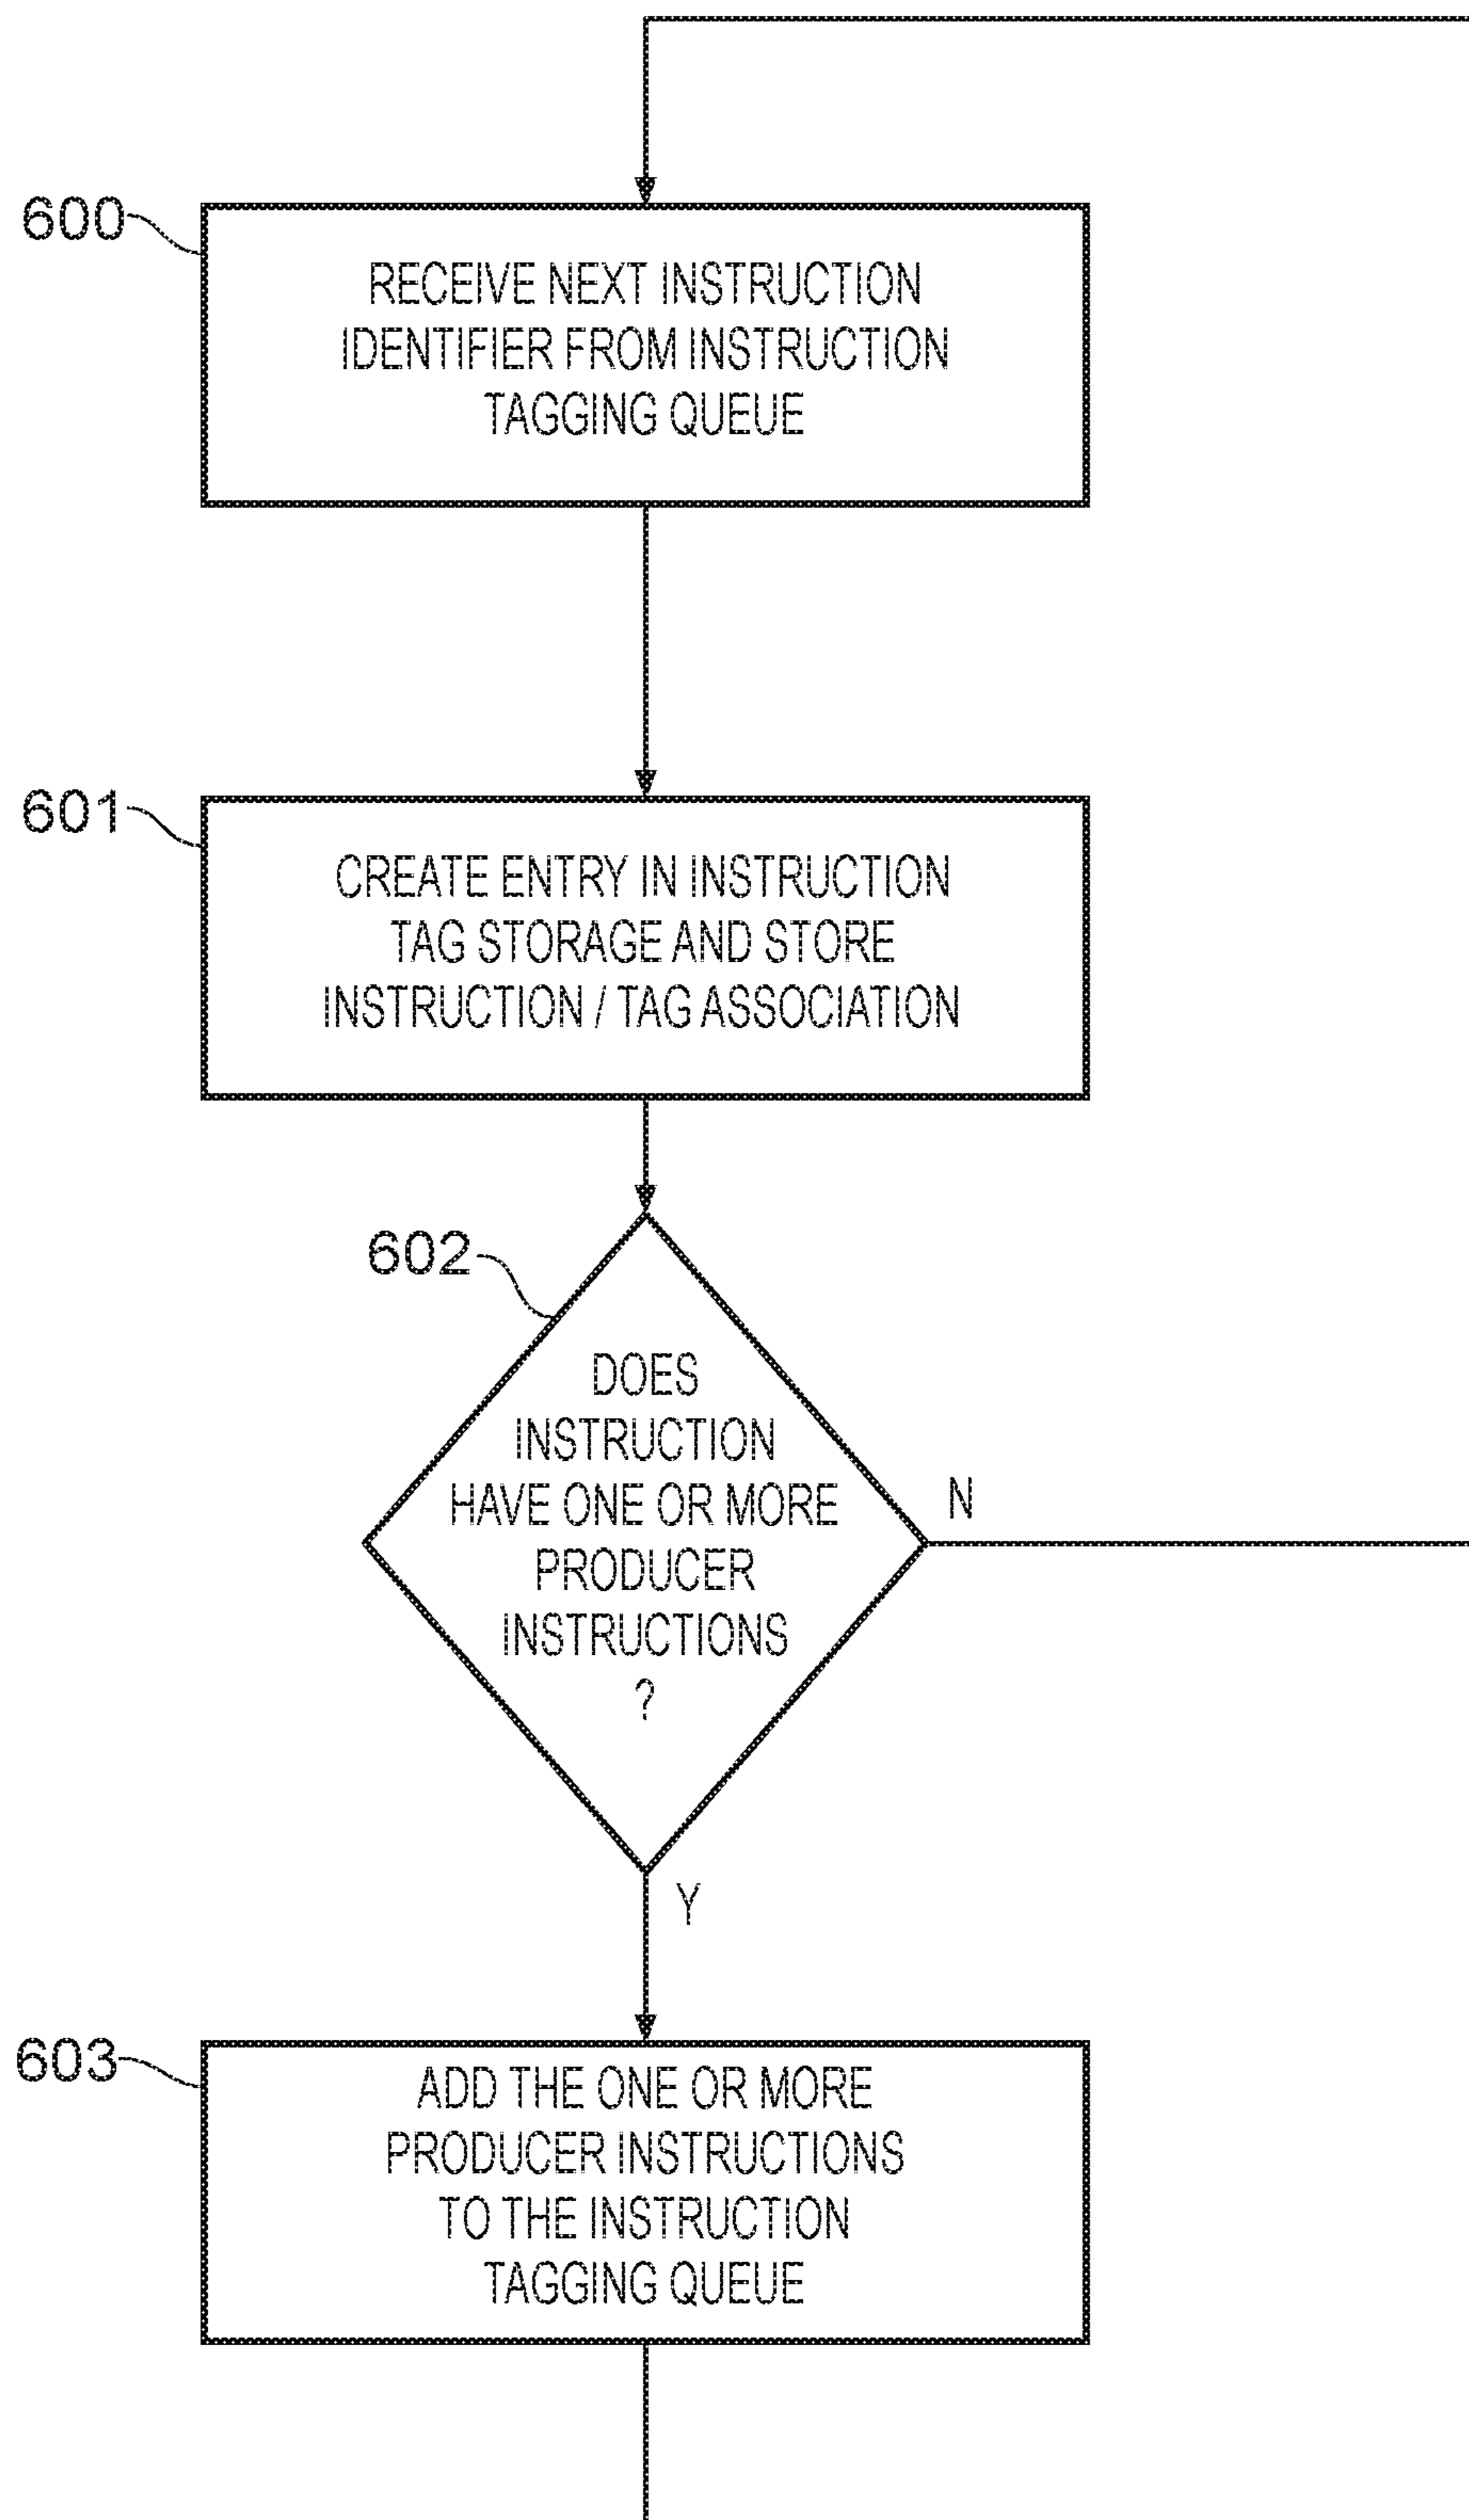 600
RECEIVE NEXT INSTRUCTION
IDENTIFIER FROM INSTRUCTION
TAGGING QUEUE
601
CREATE ENTRY IN INSTRUCTION
TAG STORAGE AND STORE
INSTRUCTION / TAG ASSOCIATION
602
DOES
INSTRUCTION
HAVE ONE OR MORE
PRODUCER
INSTRUCTIONS
?
N
Y
603
ADD THE ONE OR MORE
PRODUCER INSTRUCTIONS
TO THE INSTRUCTION
TAGGING QUEUE